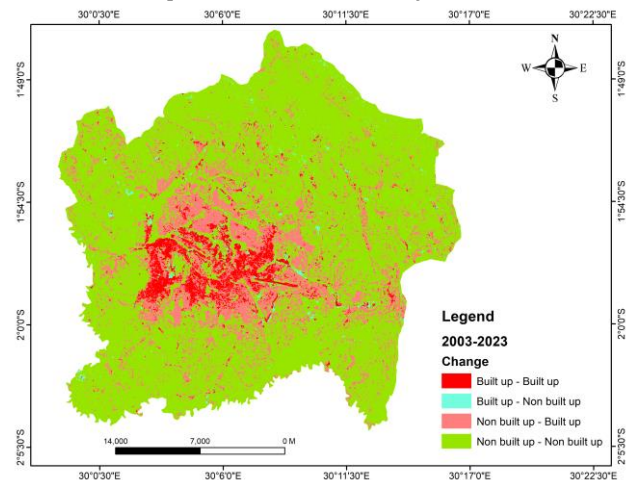 30°0'30"E 30°6'0"E 30°11'30"E 30°17'0"E 30°22'30"E
N
W E
S
1°49'0"S 1°49'0"S
1°54'30"S 1°54'30"S
2°0'0"S 2°0'0"S
2°5'30"S 2°5'30"S
Legend
2003-2023
Change
Built up - Built up
Built up - Non built up
Non built up - Built up
Non built up - Non built up
14,000 7,000 0 M
30°0'30"E 30°6'0"E 30°11'30"E 30°17'0"E 30°22'30"E